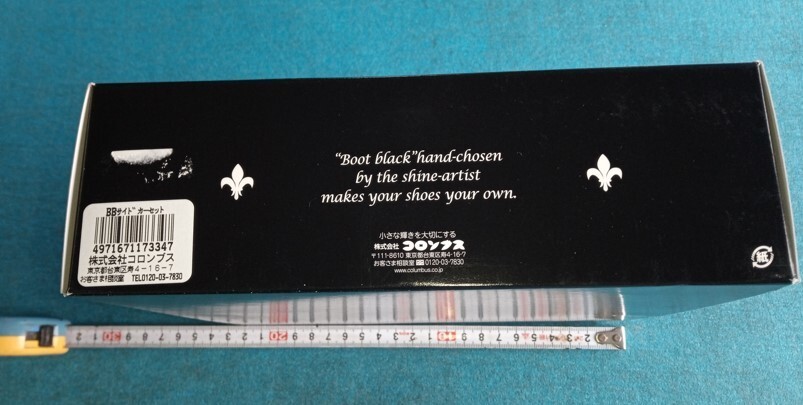 “Boot black”hand-chosen
by the shine-artist
makes your shoes your own.
小さな輝きを大切にする
株式会社 コロンブス
〒111-8610 東京都台東区寿4-16-7
お客さま相談室 0120-03-7830
www.columbus.co.jp
BBサイドカーセット
4971671173347
株式会社コロンブス
東京都台東区寿4-16-7
お客さま相談室 TEL0120-03-7830
紙